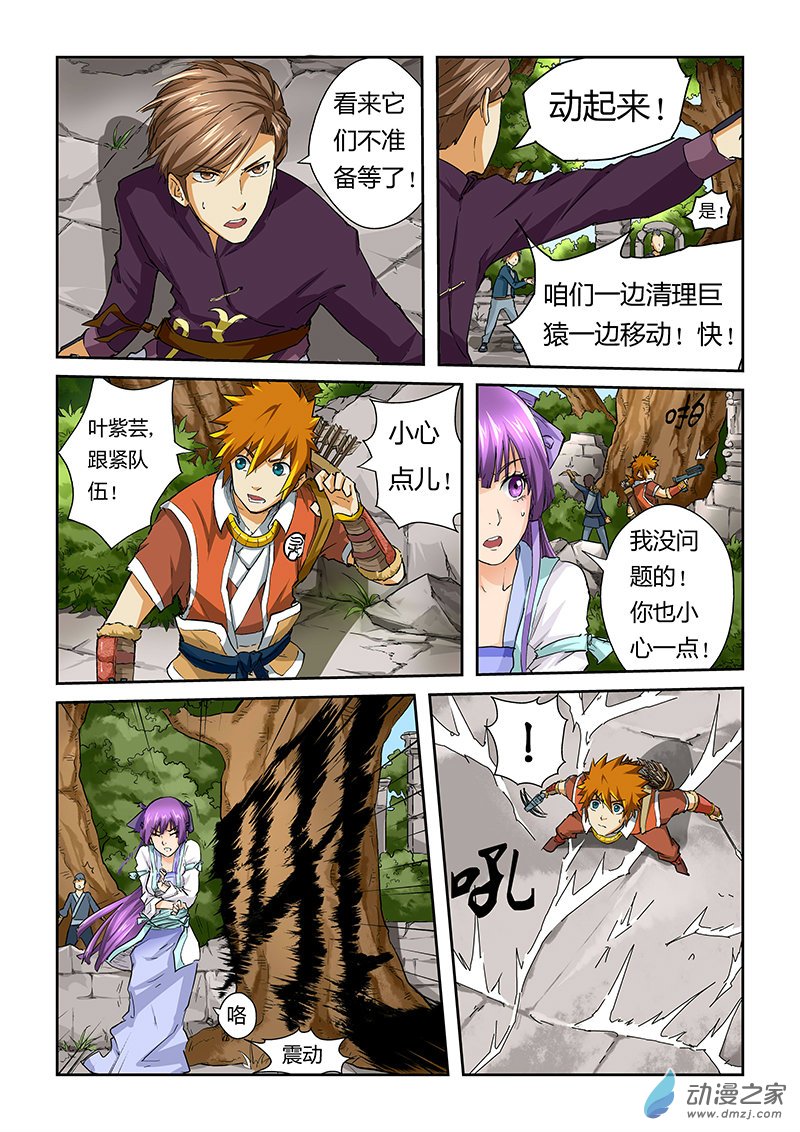 看来它
们不准
备等了！
动起来！
是！
咱们一边清理巨
猿一边移动！快！
叶紫芸，
跟紧队
伍！
小心
点儿！
我没问
题的！
你也小
心一点！
咯
震动
！
吼
动漫之家
www.dmzj.com